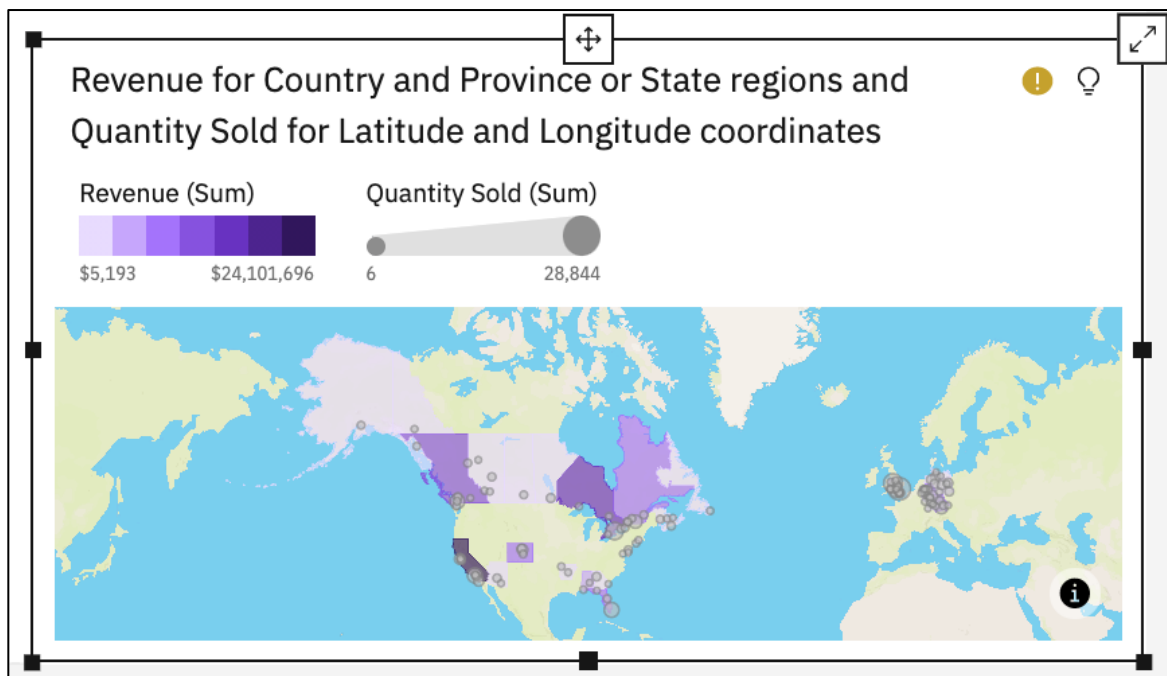 Revenue for Country and Province or State regions and
Quantity Sold for Latitude and Longitude coordinates
Revenue (Sum)
Quantity Sold (Sum)
$5,193
$24,101,696
6
28,844